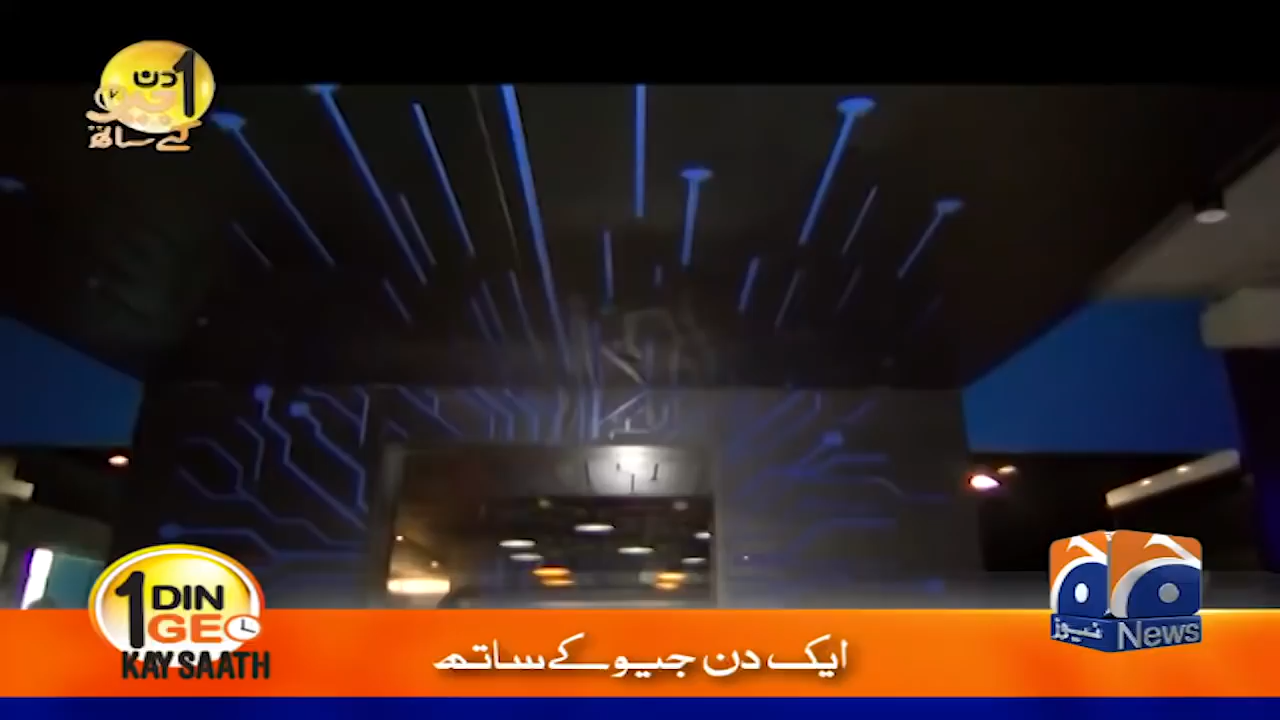 1 دن
جیو
کے ساتھ
1 DIN
GEO
KAY SAATH
ایک دن جیو کے ساتھ
نیوز News